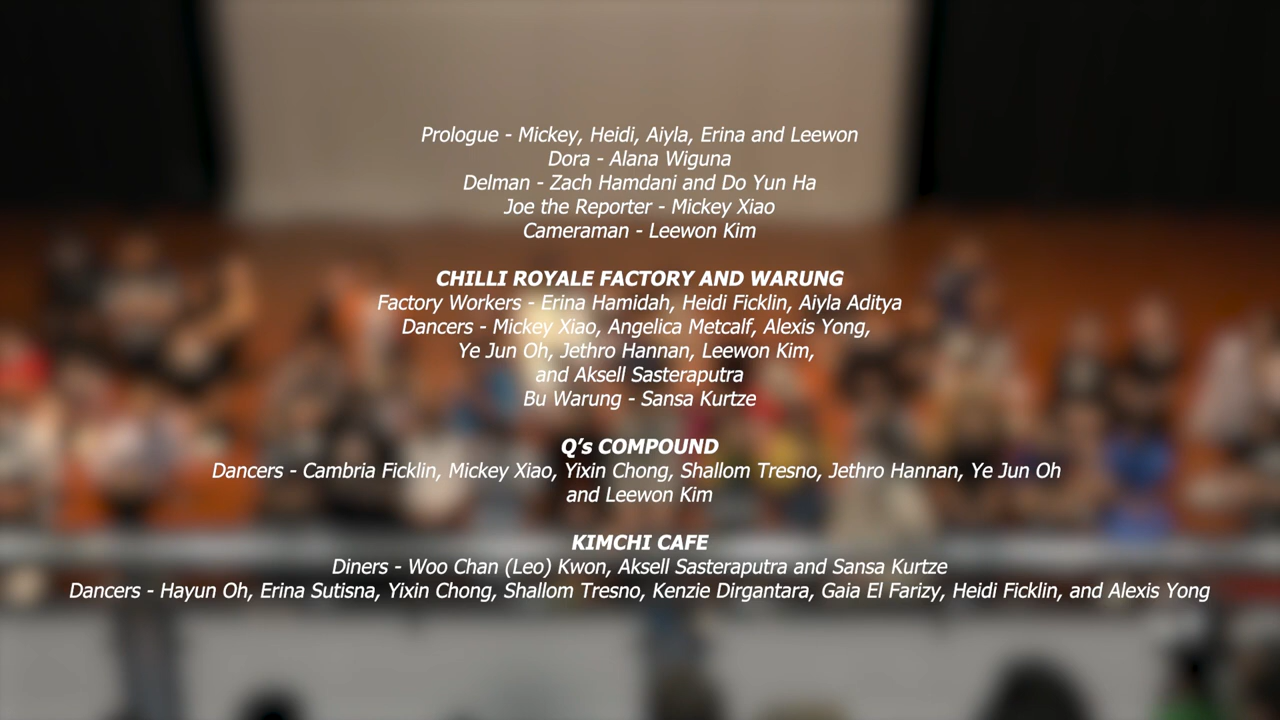 Prologue - Mickey, Heidi, Aiyla, Erina and Leewon
Dora - Alana Wiguna
Delman - Zach Hamdani and Do Yun Ha
Joe the Reporter - Mickey Xiao
Cameraman - Leewon Kim
CHILLI ROYALE FACTORY AND WARUNG
Factory Workers - Erina Hamidah, Heidi Ficklin, Aiyla Aditya
Dancers - Mickey Xiao, Angelica Metcalf, Alexis Yong,
Ye Jun Oh, Jethro Hannan, Leewon Kim,
and Aksell Sasteraputra
Bu Warung - Sansa Kurtze
Q’s COMPOUND
Dancers - Cambria Ficklin, Mickey Xiao, Yixin Chong, Shallom Tresno, Jethro Hannan, Ye Jun Oh
and Leewon Kim
KIMCHI CAFE
Diners - Woo Chan (Leo) Kwon, Aksell Sasteraputra and Sansa Kurtze
Dancers - Hayun Oh, Erina Sutisna, Yixin Chong, Shallom Tresno, Kenzie Dirgantara, Gaia El Farizy, Heidi Ficklin, and Alexis Yong